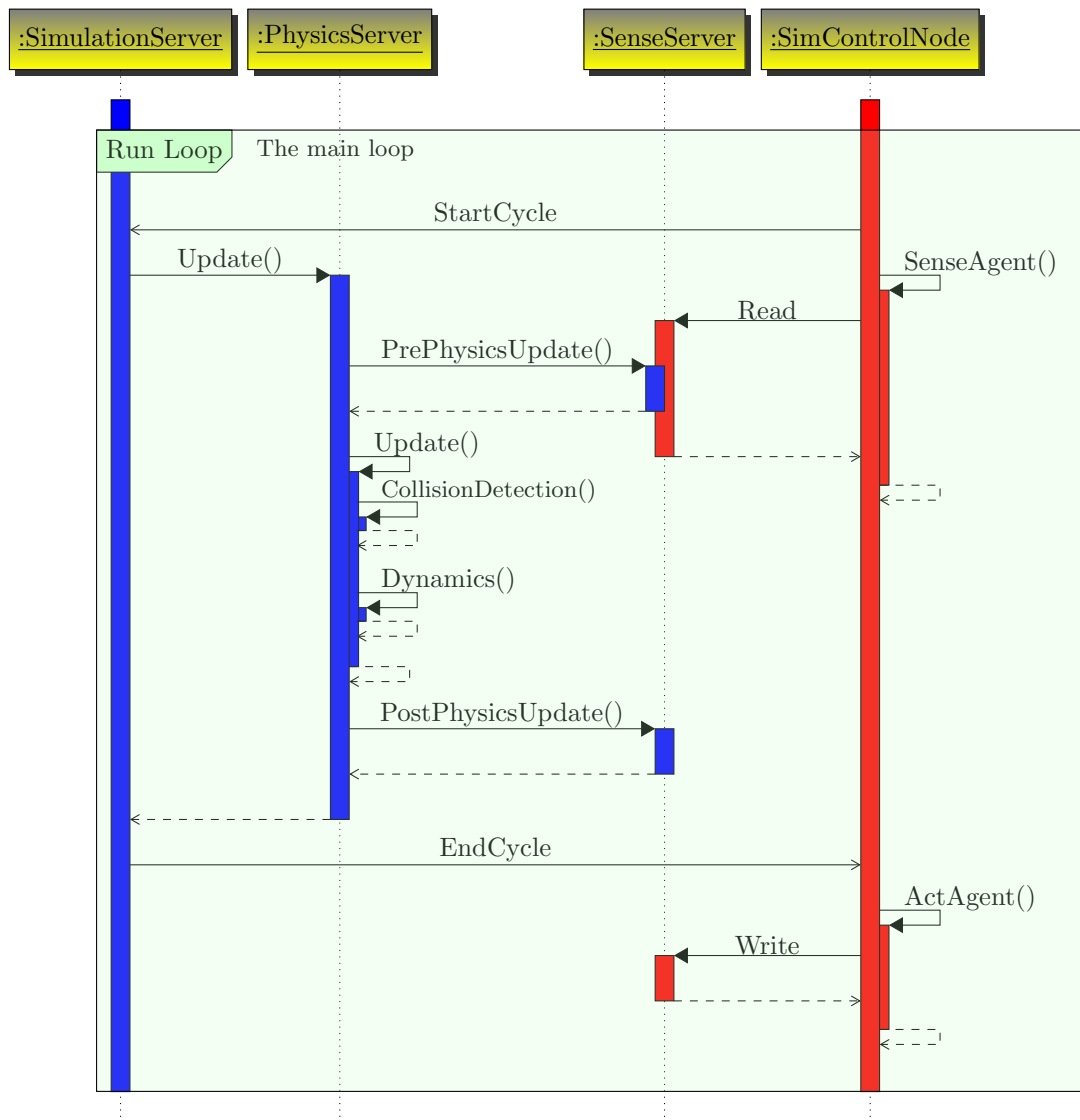 :SimulationServer
:PhysicsServer
:SenseServer
:SimControlNode
Run Loop
The main loop
StartCycle
Update()
SenseAgent()
Read
PrePhysicsUpdate()
Update()
CollisionDetection()
Dynamics()
PostPhysicsUpdate()
EndCycle
ActAgent()
Write